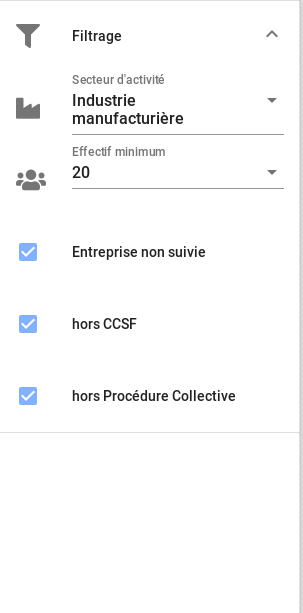 Filtrage
Secteur d'activité
Industrie
manufacturière
Effectif minimum
20
Entreprise non suivie
hors CCSF
hors Procédure Collective